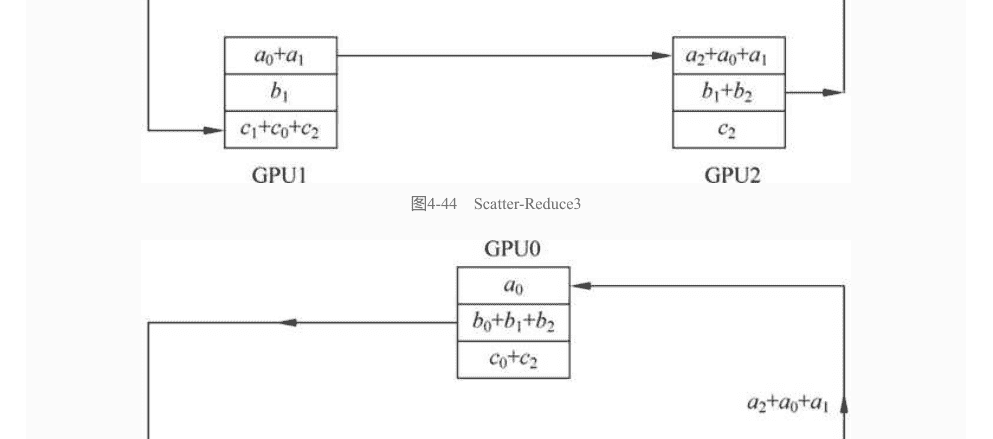 a₀+a₁
b₁
c₁+c₀+c₂
GPU1
a₂+a₀+a₁
b₁+b₂
c₂
GPU2
图4-44 Scatter-Reduce3
GPU0
a₀
b₀+b₁+b₂
c₀+c₂
a₂+a₀+a₁